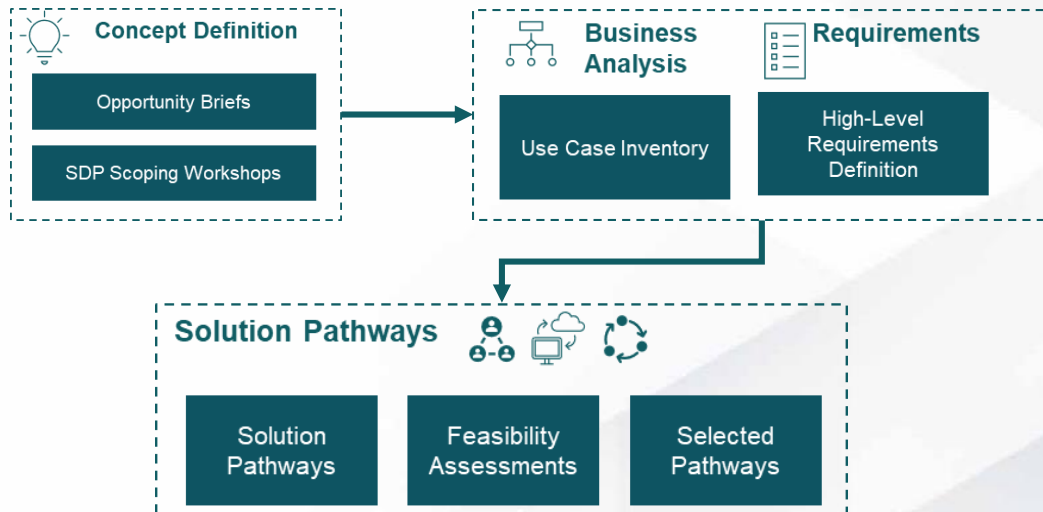 Concept Definition
Opportunity Briefs
SDP Scoping Workshops
Business
Analysis
Use Case Inventory
Requirements
High-Level
Requirements
Definition
Solution Pathways
Solution
Pathways
Feasibility
Assessments
Selected
Pathways